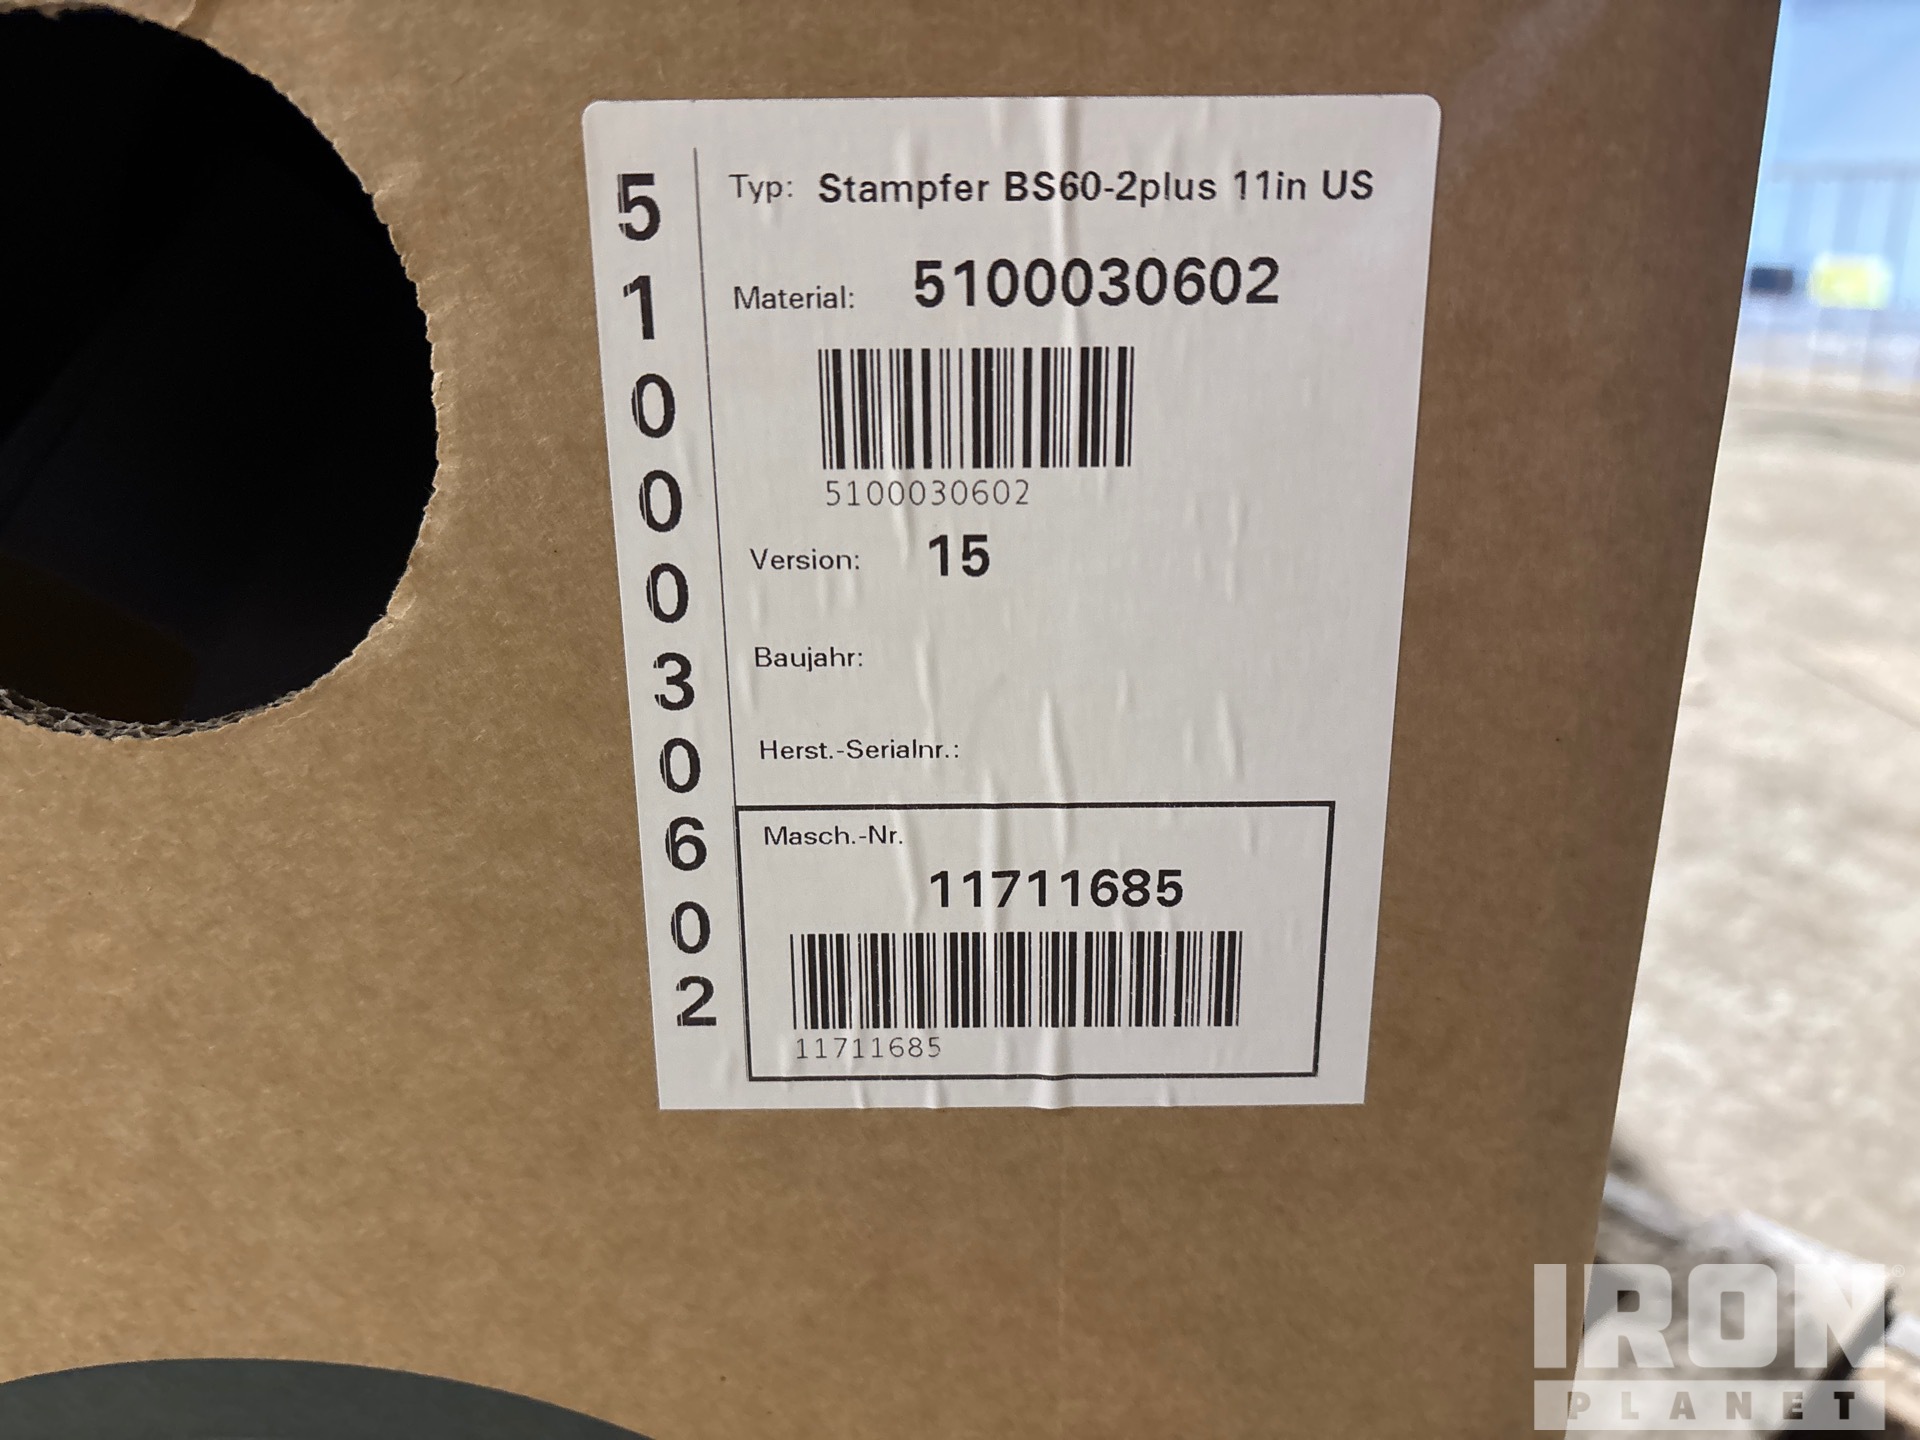 5100030602
Typ: Stampfer BS60-2plus 11in US
Material: 5100030602
5100030602
Version: 15
Baujahr:
Herst.-Serialnr.:
Masch.-Nr.
11711685
11711685
IRON®
PLANET